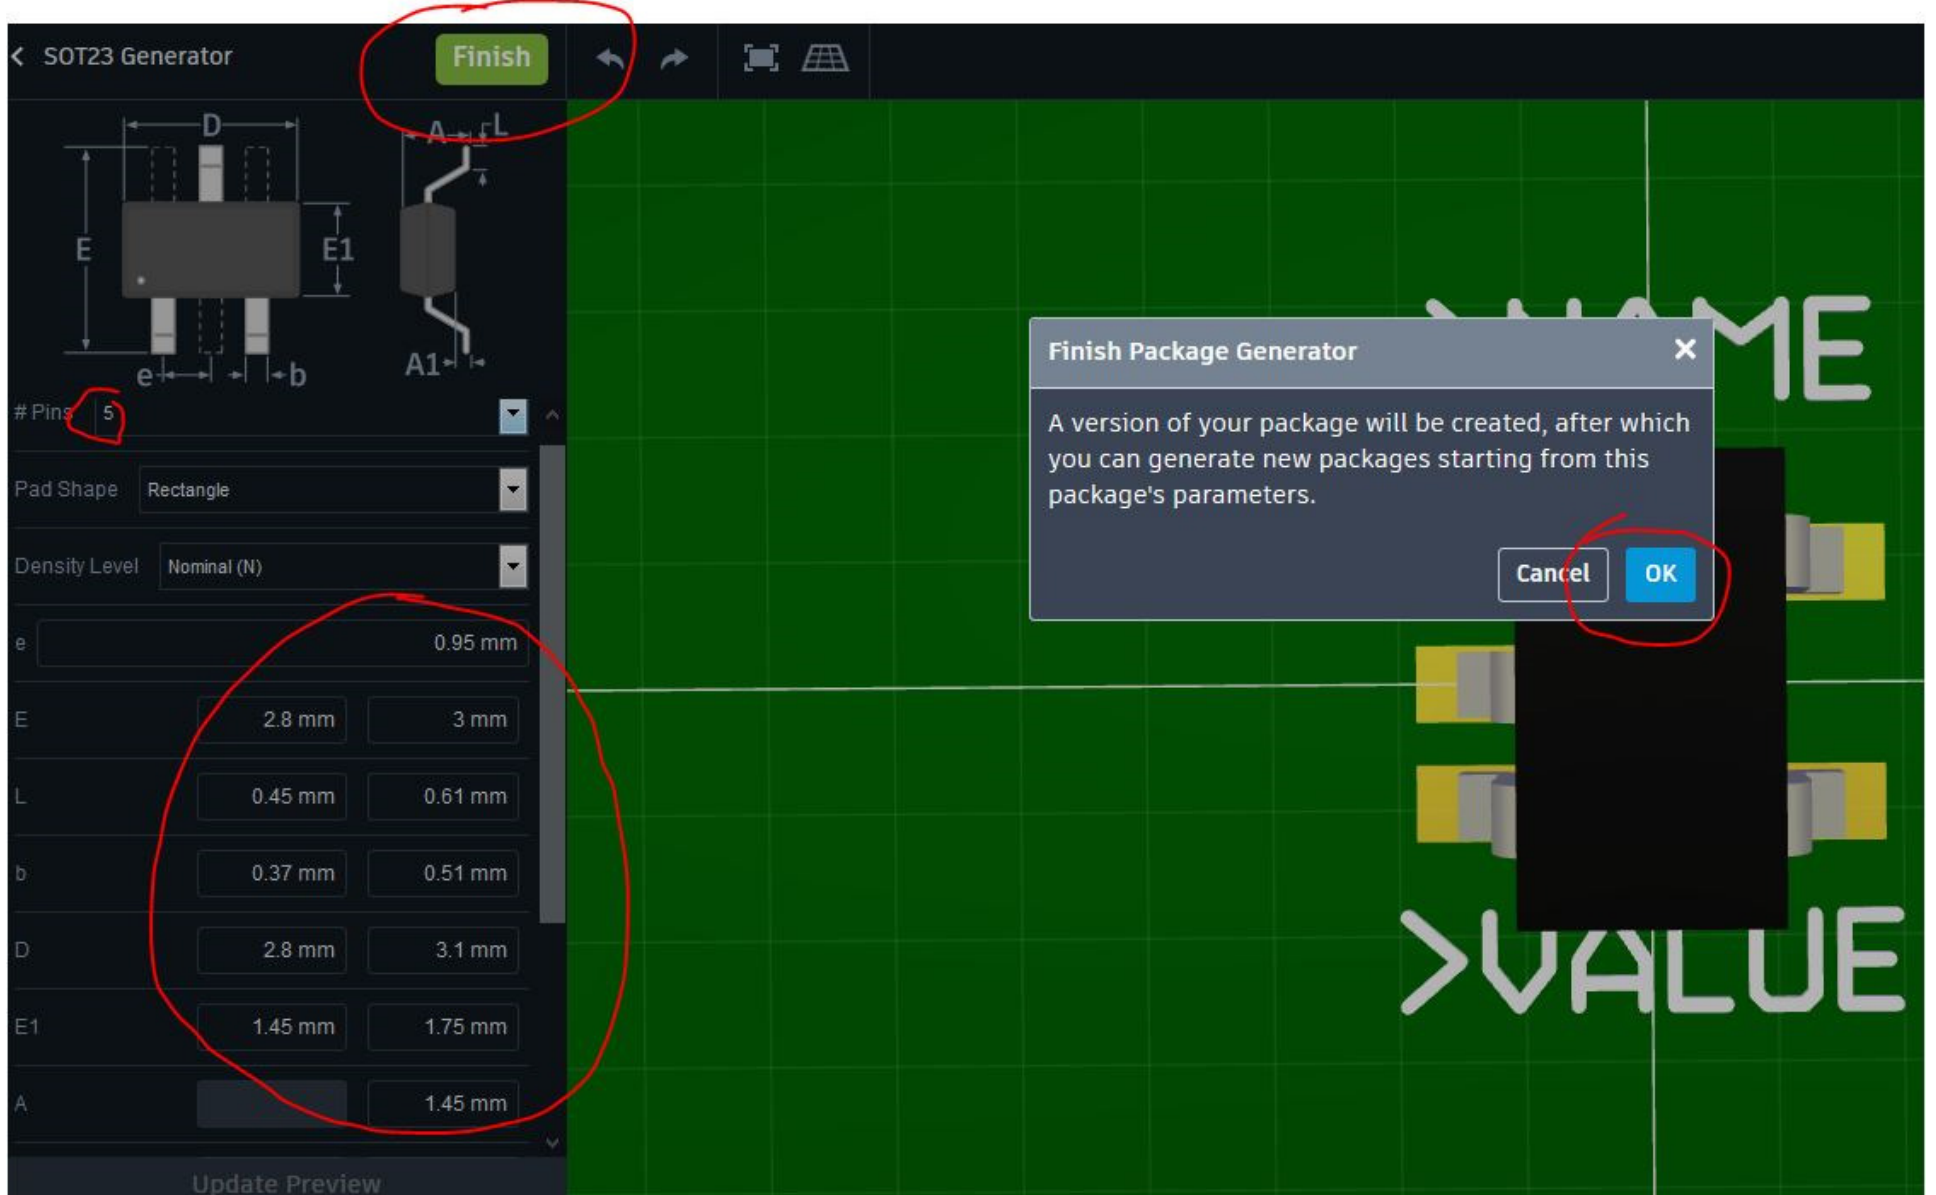 SOT23 Generator
Finish
D
A
L
E
E1
e
b
A1
# Pins 5
Pad Shape Rectangle
Density Level Nominal (N)
e 0.95 mm
E 2.8 mm 3 mm
L 0.45 mm 0.61 mm
b 0.37 mm 0.51 mm
D 2.8 mm 3.1 mm
E1 1.45 mm 1.75 mm
A 1.45 mm
Update Preview
>NAME
Finish Package Generator
A version of your package will be created, after which
you can generate new packages starting from this
package's parameters.
Cancel OK
>VALUE